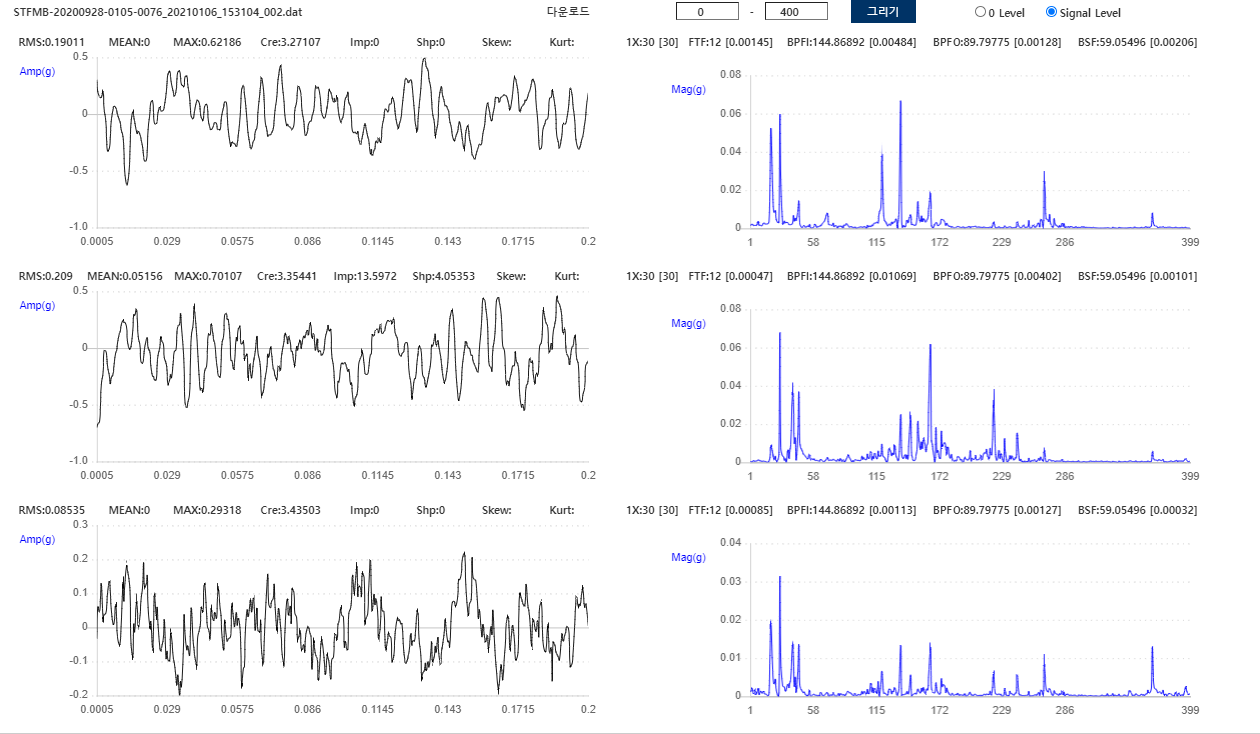 STFMB-20200928-0105-0076_20210106_153104_002.dat 다운로드 0 - 400 그리기 0 Level Signal Level
RMS:0.19011 MEAN:0 MAX:0.62186 Cre:3.27107 Imp:0 Shp:0 Skew: Kurt: 1X:30 [30] FTF:12 [0.00145] BPFI:144.86892 [0.00484] BPFO:89.79775 [0.00128] BSF:59.05496 [0.00206]
Amp(g)
0.5
0
-0.5
-1.0
0.0005 0.029 0.0575 0.086 0.1145 0.143 0.1715 0.2
Mag(g)
0.08
0.06
0.04
0.02
0
1 58 115 172 229 286 399
RMS:0.209 MEAN:0.05156 MAX:0.70107 Cre:3.35441 Imp:13.5972 Shp:4.05353 Skew: Kurt: 1X:30 [30] FTF:12 [0.00047] BPFI:144.86892 [0.01069] BPFO:89.79775 [0.00402] BSF:59.05496 [0.00101]
Amp(g)
0.5
0
-0.5
-1.0
0.0005 0.029 0.0575 0.086 0.1145 0.143 0.1715 0.2
Mag(g)
0.08
0.06
0.04
0.02
0
1 58 115 172 229 286 399
RMS:0.08535 MEAN:0 MAX:0.29318 Cre:3.43503 Imp:0 Shp:0 Skew: Kurt: 1X:30 [30] FTF:12 [0.00085] BPFI:144.86892 [0.00113] BPFO:89.79775 [0.00127] BSF:59.05496 [0.00032]
Amp(g)
0.3
0.2
0.1
0
-0.1
-0.2
0.0005 0.029 0.0575 0.086 0.1145 0.143 0.1715 0.2
Mag(g)
0.04
0.03
0.02
0.01
0
1 58 115 172 229 286 399